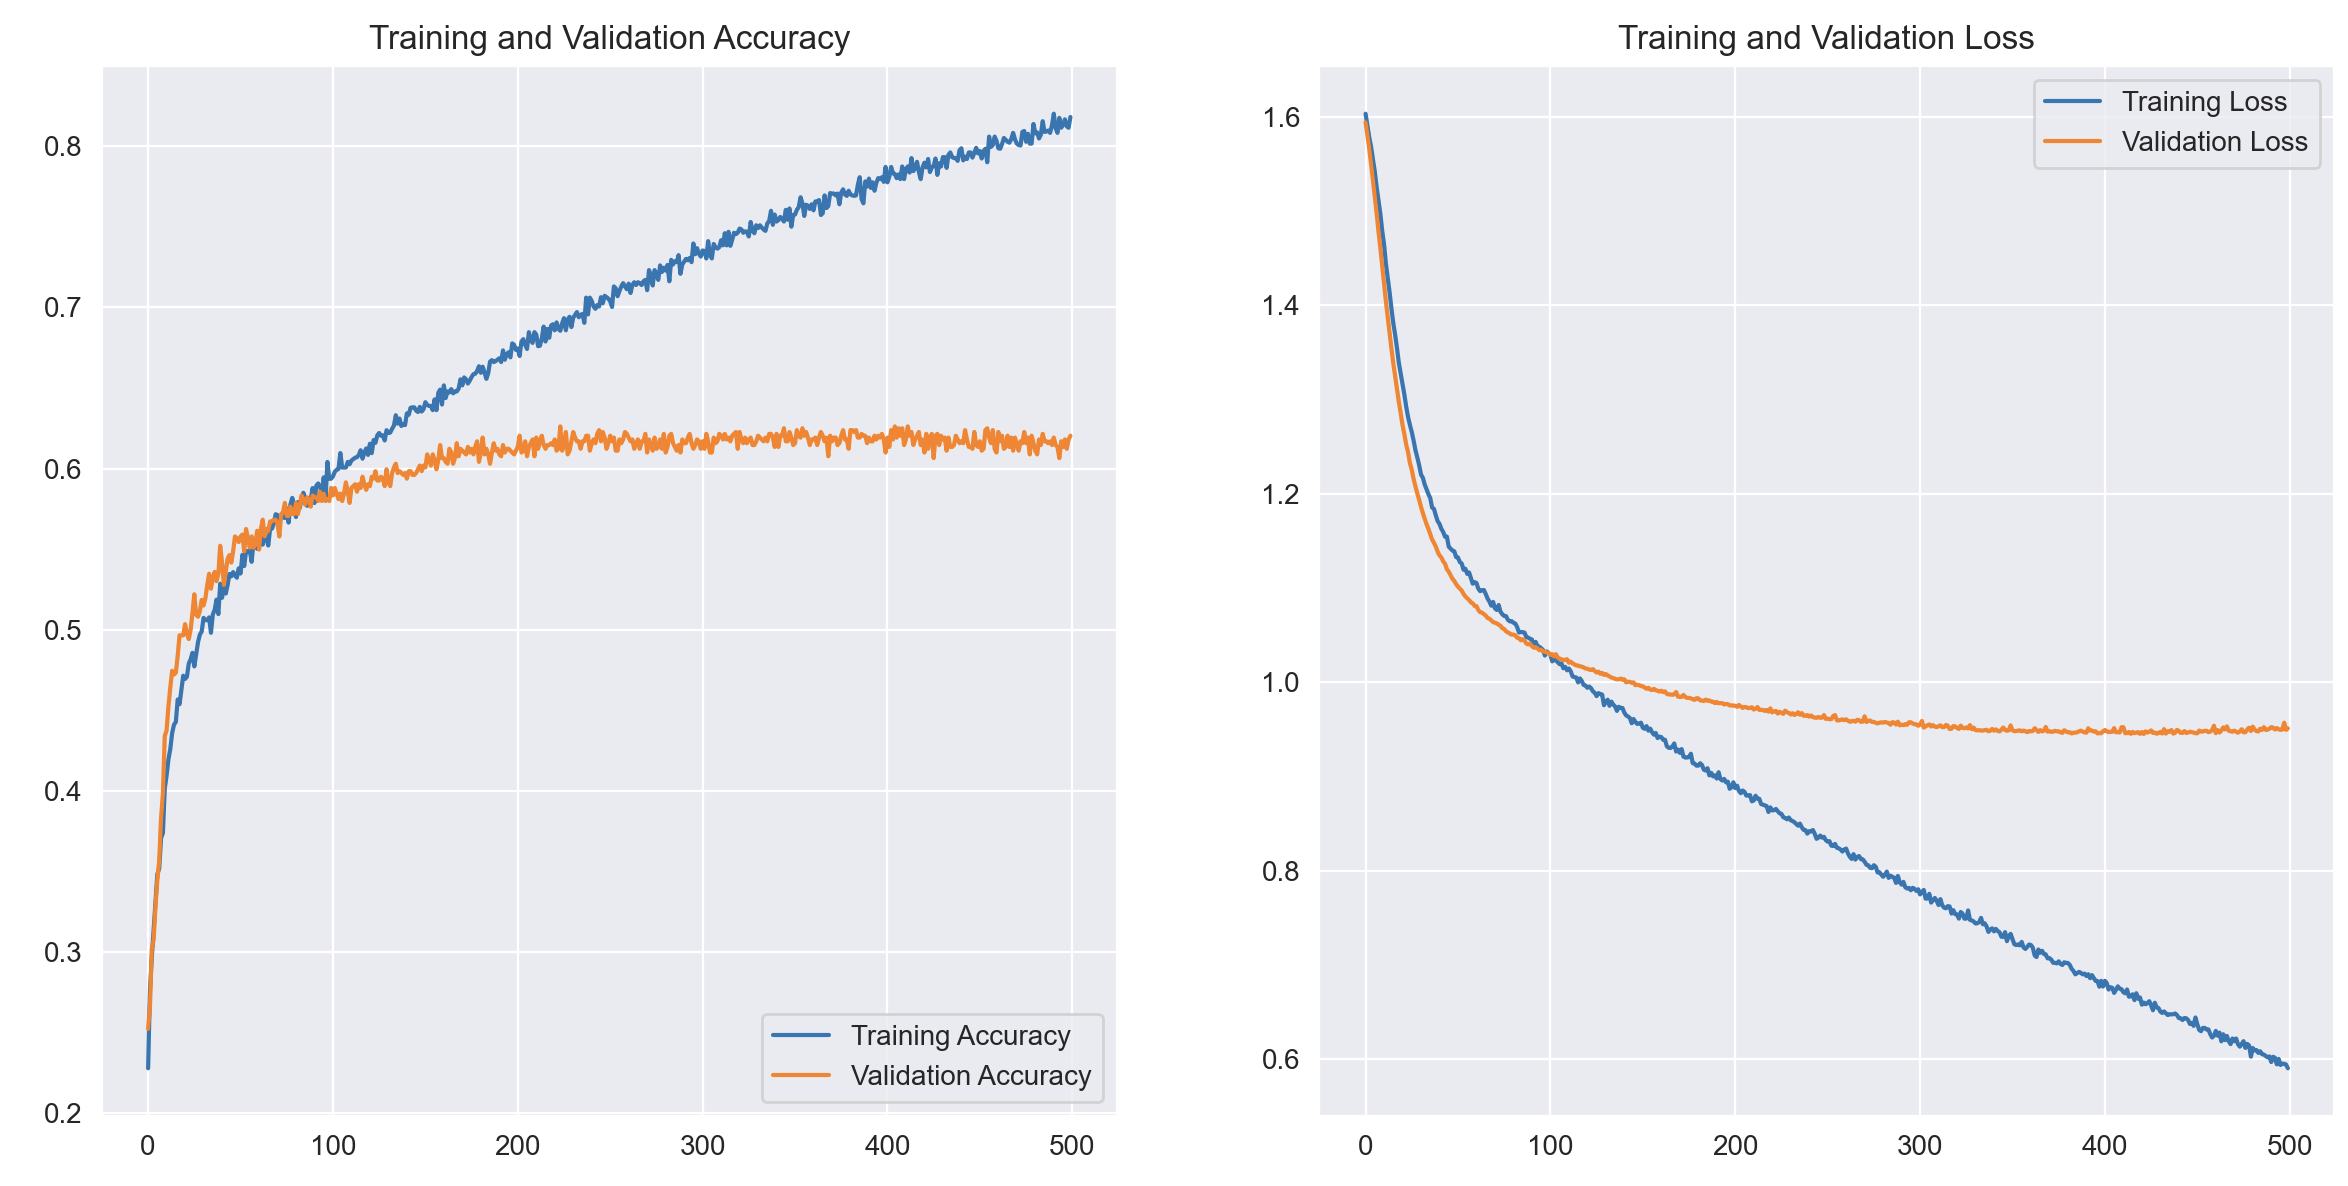 Training and Validation Accuracy
0.8
0.7
0.6
0.5
0.4
0.3
0.2
0 100 200 300 400 500
Training Accuracy
Validation Accuracy
Training and Validation Loss
1.6
1.4
1.2
1.0
0.8
0.6
0 100 200 300 400 500
Training Loss
Validation Loss